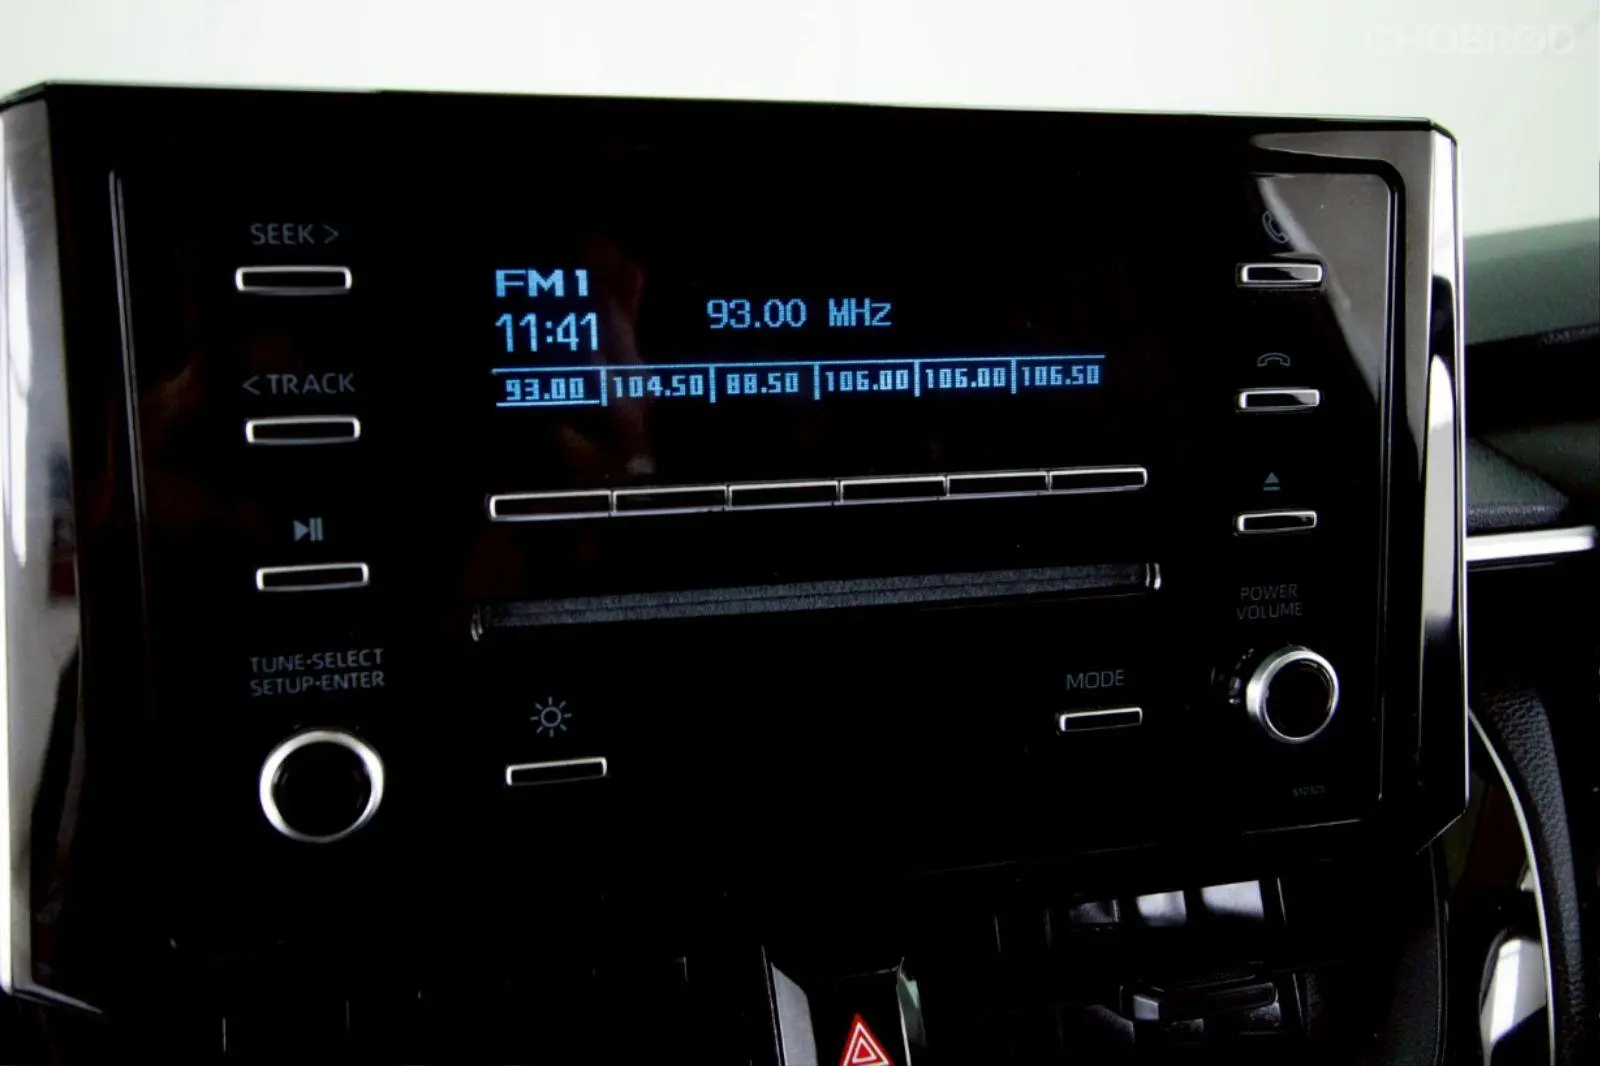 CHOBROD
SEEK >
FM1
11:41
93.00 MHz
93.00 104.50 88.50 106.00 106.00 106.50
< TRACK
TUNE•SELECT
SETUP•ENTER
POWER
VOLUME
MODE